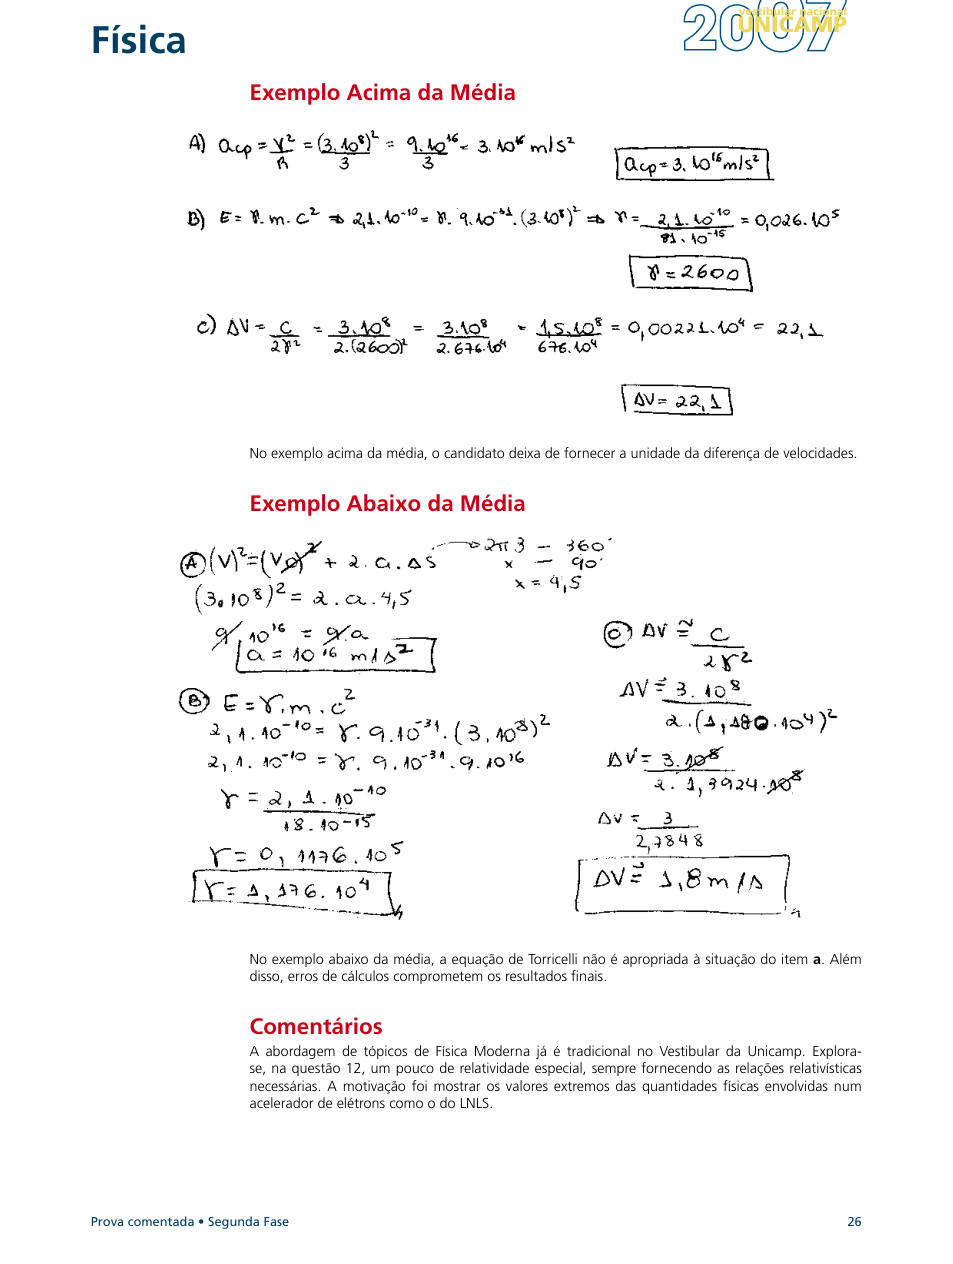 Física
2007
vestibular nacional
UNICAMP
Exemplo Acima da Média
A) acp = V²/R = (3.10⁸)²/3 = 9.10¹⁶/3 = 3.10¹⁶ m/s²
acp = 3.10¹⁶ m/s²
B) E = γ.m.c² ⇒ 2,1.10⁻¹⁰ = γ.9.10⁻³¹.(3.10⁸)² ⇒ γ = 2,1.10⁻¹⁰/81.10⁻¹⁵ = 0,026.10⁵
γ = 2600
C) ΔV = C/2γ² = 3.10⁸/2.(2600)² = 3.10⁸/2.676.10⁴ = 1,5.10⁸/676.10⁴ = 0,00221.10⁴ = 22,1
ΔV = 22,1
No exemplo acima da média, o candidato deixa de fornecer a unidade da diferença de velocidades.
Exemplo Abaixo da Média
A (V)² = (V0)² + 2.a.ΔS → 2π3 — 360°
x — 90°
x = 4,5
(3.10⁸)² = 2.a.4,5
9.10¹⁶ = 9.a
a = 10¹⁶ m/s²
B E = γ.m.c²
2,1.10⁻¹⁰ = γ.9.10⁻³¹.(3.10⁸)²
2,1.10⁻¹⁰ = γ.9.10⁻³¹.9.10¹⁶
γ = 2,1.10⁻¹⁰/18.10⁻¹⁵
γ = 0,1176.10⁵
γ = 1,176.10⁴
C ΔV ≅ C/2γ²
ΔV = 3.10⁸/2.(1,180.10⁴)²
ΔV = 3.10⁸/2.1,3924.10⁸
ΔV = 3/2,7848
ΔV = 1,8 m/s
No exemplo abaixo da média, a equação de Torricelli não é apropriada à situação do item a. Além
disso, erros de cálculos comprometem os resultados finais.
Comentários
A abordagem de tópicos de Física Moderna já é tradicional no Vestibular da Unicamp. Explora-
se, na questão 12, um pouco de relatividade especial, sempre fornecendo as relações relativísticas
necessárias. A motivação foi mostrar os valores extremos das quantidades físicas envolvidas num
acelerador de elétrons como o do LNLS.
Prova comentada • Segunda Fase
26